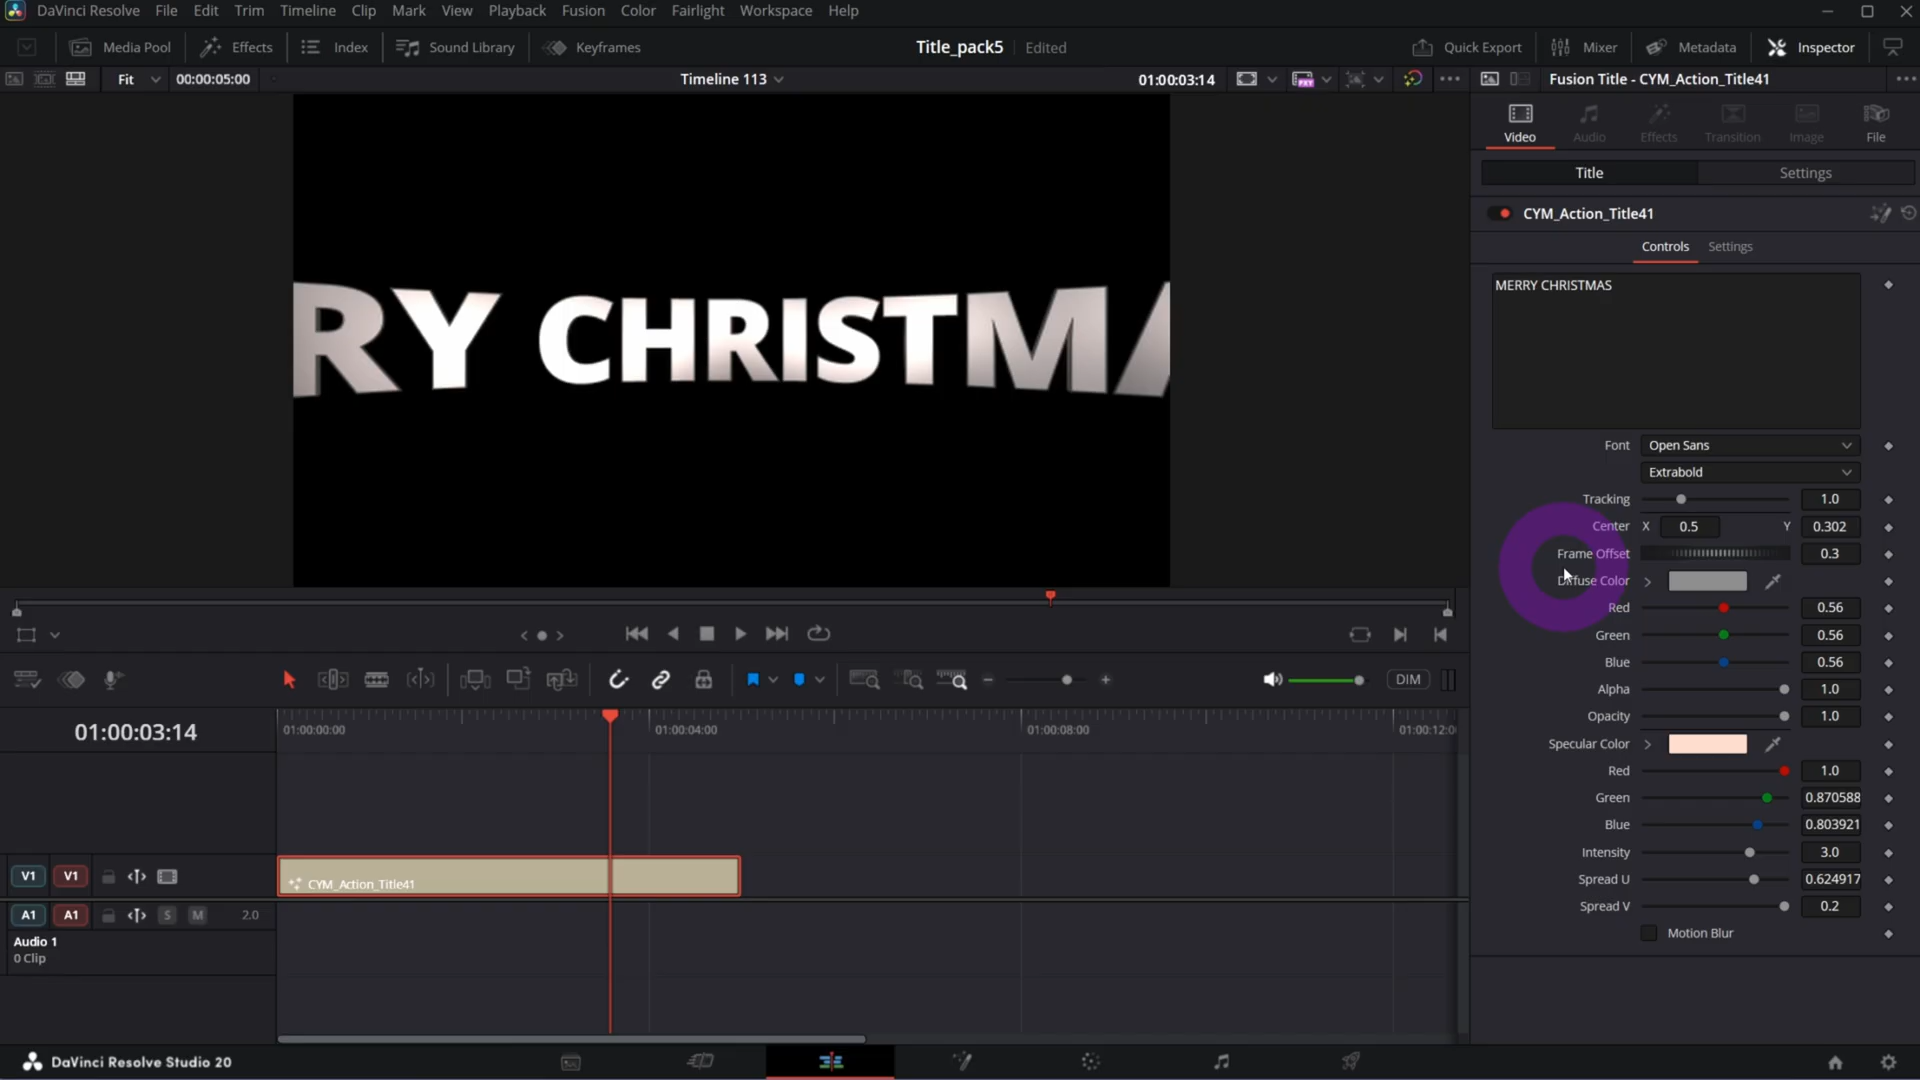 DaVinci Resolve File Edit Trim Timeline Clip Mark View Playback Fusion Color Fairlight Workspace Help
Media Pool Effects Index Sound Library Keyframes Title_pack5 Edited Quick Export Mixer Metadata Inspector
Fit 00:00:05:00 Timeline 113 01:00:03:14 Fusion Title - CYM_Action_Title41
Video Audio Effects Transition Image File
Title Settings
CYM_Action_Title41
Controls Settings
MERRY CHRISTMAS
RY CHRISTMA
Font Open Sans
Extrabold
Tracking 1.0
Center X 0.5 Y 0.302
Frame Offset 0.3
Diffuse Color
Red 0.56
Green 0.56
Blue 0.56
Alpha 1.0
Opacity 1.0
Specular Color
Red 1.0
Green 0.870588
Blue 0.803921
Intensity 3.0
Spread U 0.624917
Spread V 0.2
Motion Blur
DIM
01:00:03:14 01:00:00:00 01:00:04:00 01:00:08:00 01:00:12:0
V1 V1 CYM_Action_Title41
A1 A1 S M 2.0
Audio 1
0 Clip
DaVinci Resolve Studio 20